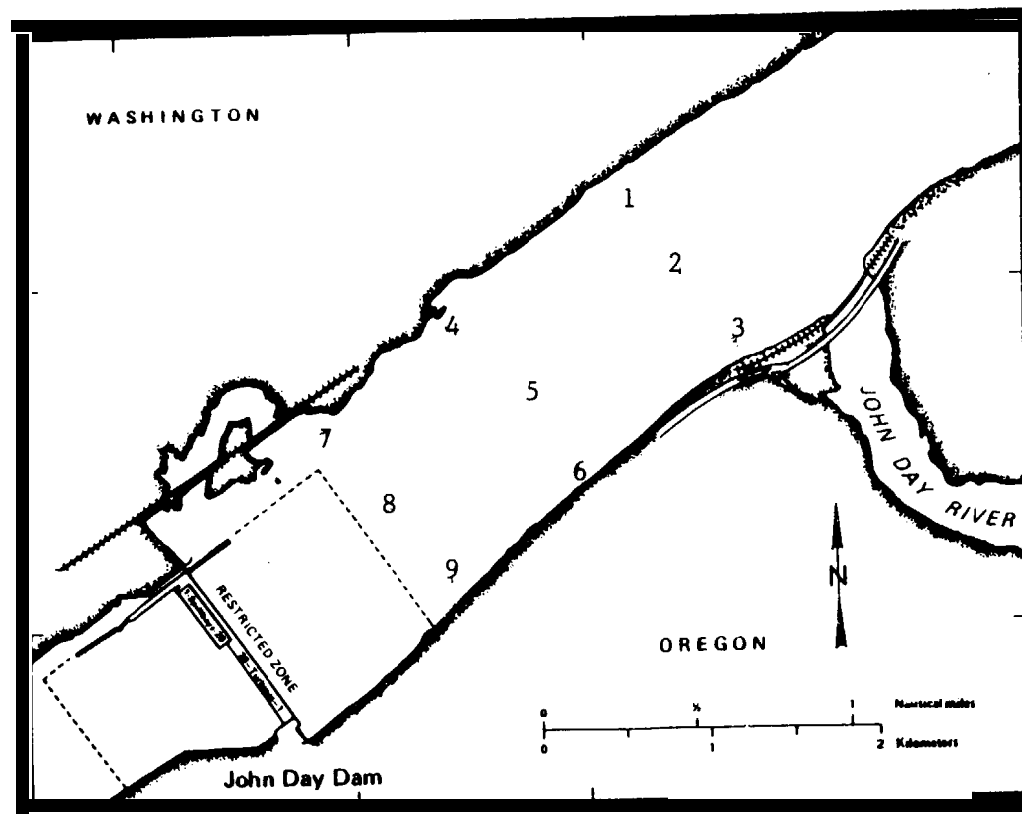 WASHINGTON
1
2
3
4
5
6
7
8
9
JOHN DAY RIVER
N
RESTRICTED ZONE
OREGON
0 ½ 1 Nautical miles
0 1 2 Kilometers
John Day Dam